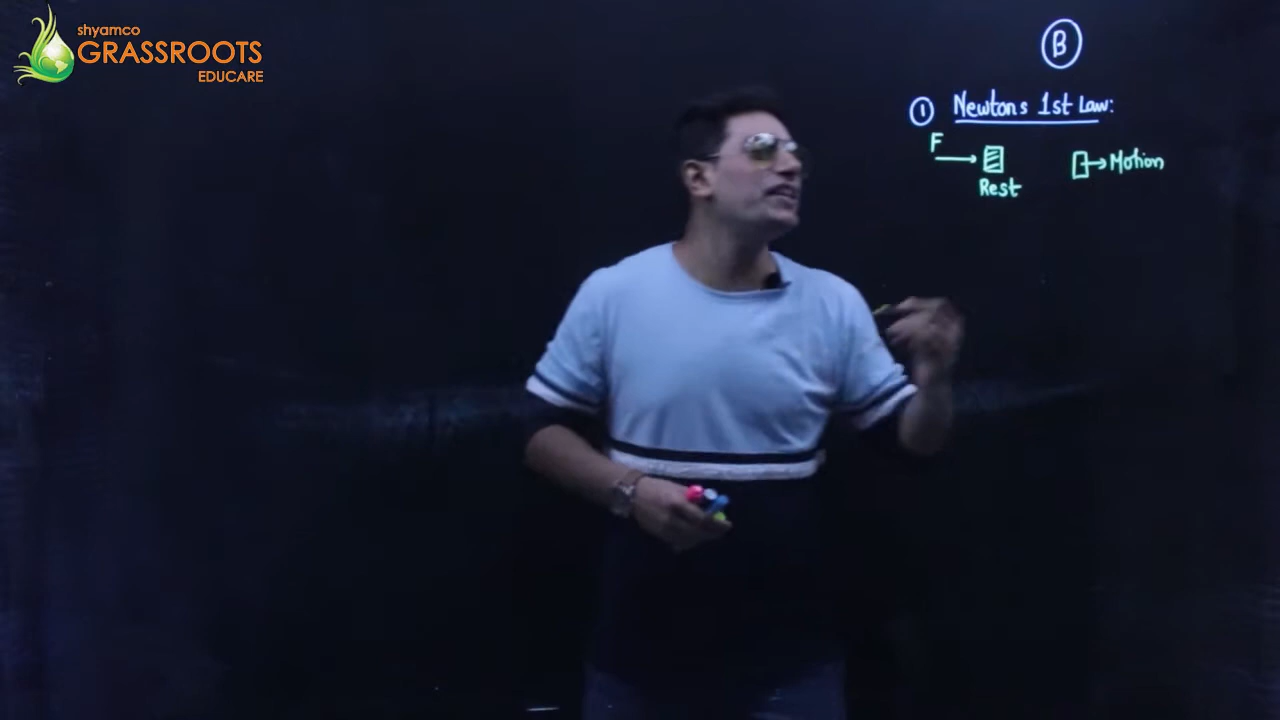 shyamco
GRASSROOTS
EDUCARE
B
1 Newtons 1st Law:
F
Motion
Rest